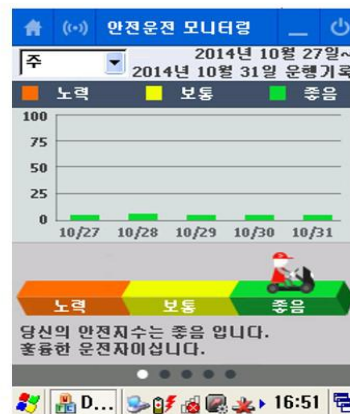 안전운전 모니터링
주
2014년 10월 27일~
2014년 10월 31일 운행기록
노력 보통 좋음
100
75
50
25
0
10/27 10/28 10/29 10/30 10/31
노력 보통 좋음
당신의 안전지수는 좋음 입니다.
훌륭한 운전자이십니다.
D... 16:51